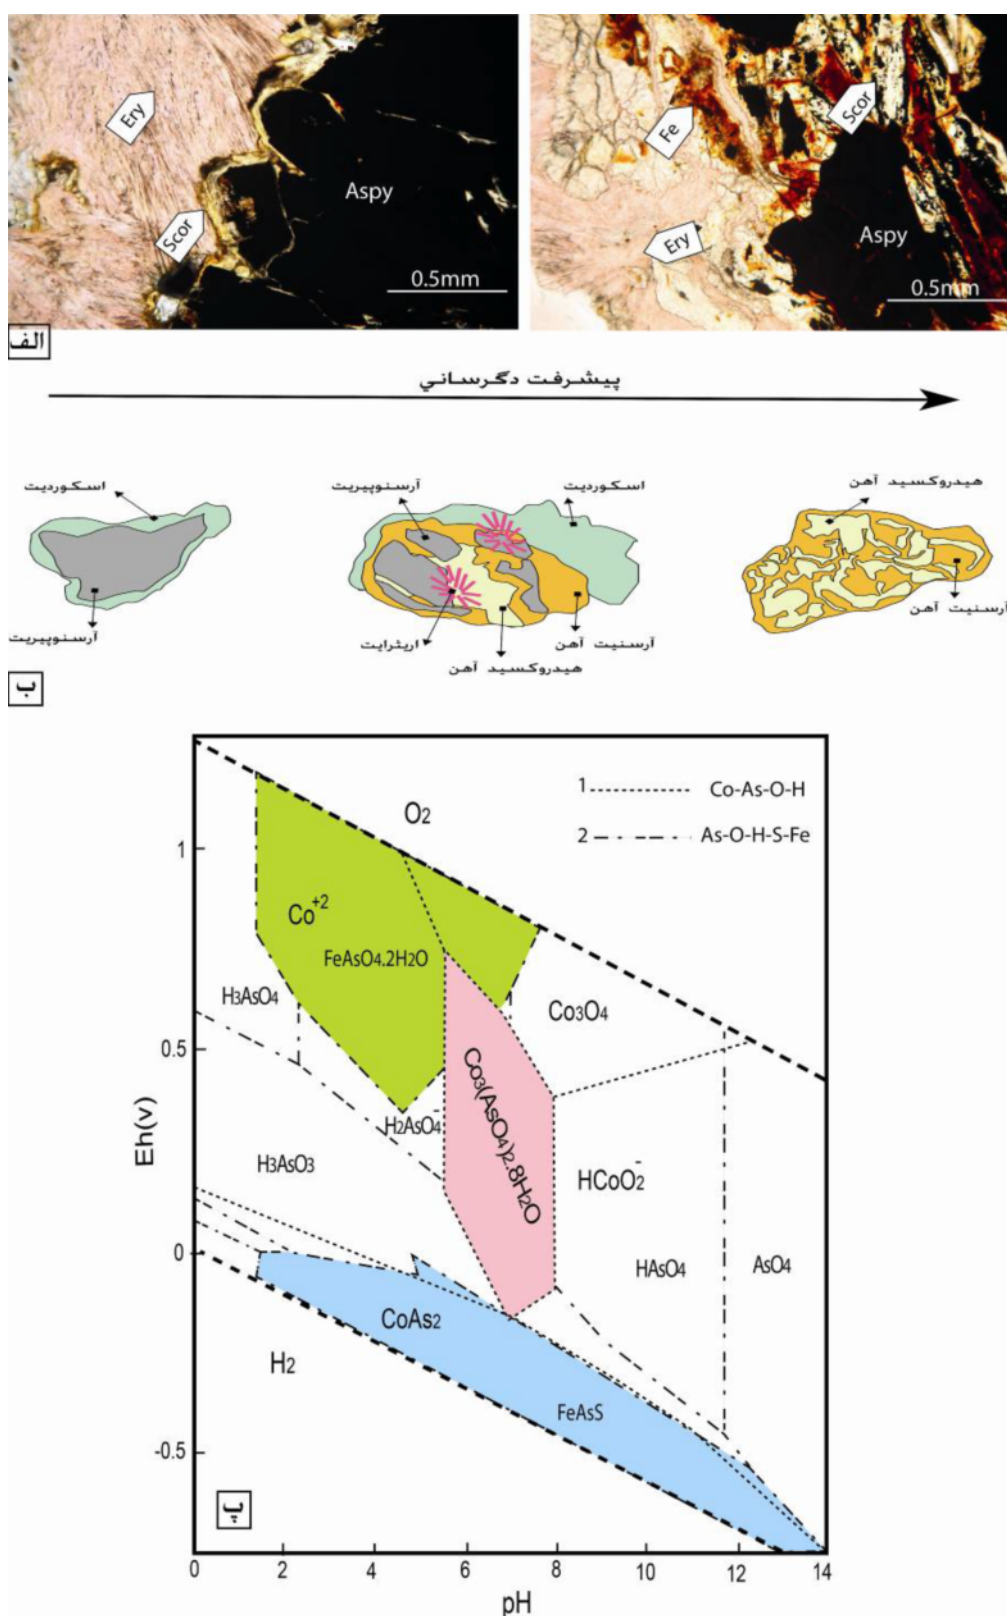 Ery
Scor
Aspy
0.5mm
Fe
Scor
Ery
Aspy
0.5mm
الف
پیشرفت دگرساني
اسکوردیت
آرسنوپیریت
آرسنوپیریت
اسکوردیت
اریترایت
هیدروکسید آهن
آرسنیت آهن
هیدروکسید آهن
آرسنیت آهن
ب
1 Co-As-O-H
2 As-O-H-S-Fe
O2
Co+2
FeAsO4.2H2O
H3AsO4
Co3O4
H2AsO4-
Co3(AsO4)2.8H2O
H3AsO3
HCoO2-
HAsO4
AsO4
CoAs2
H2
FeAsS
Eh(v)
1
0.5
0
-0.5
پ
0 2 4 6 8 10 12 14
pH